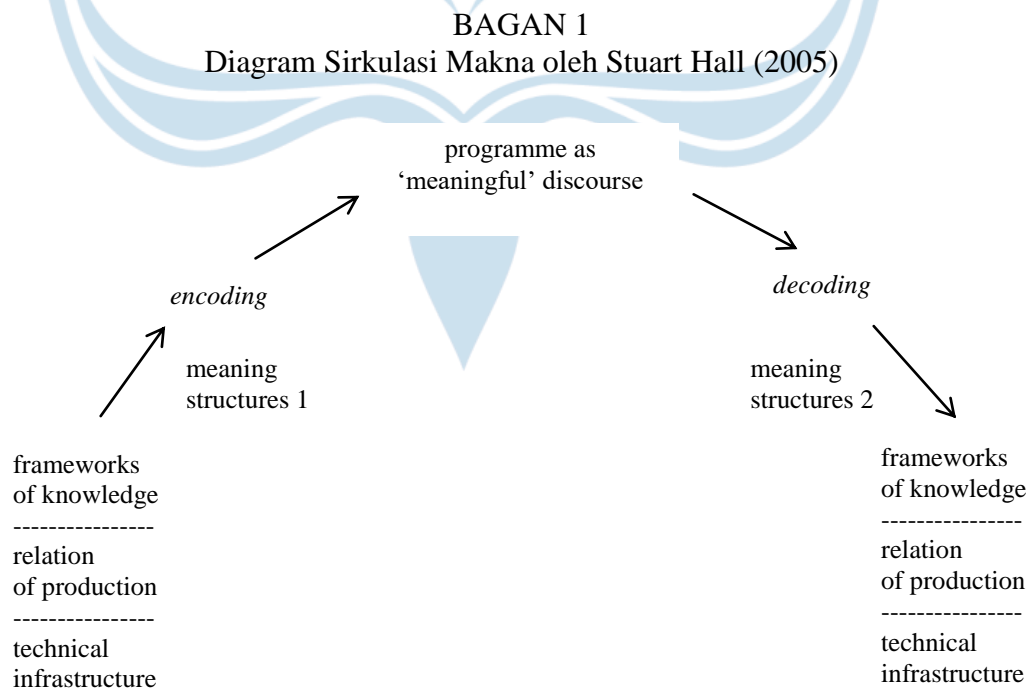 BAGAN 1
Diagram Sirkulasi Makna oleh Stuart Hall (2005)
programme as
‘meaningful’ discourse
encoding
decoding
meaning
structures 1
meaning
structures 2
frameworks
of knowledge
----------------
relation
of production
----------------
technical
infrastructure
frameworks
of knowledge
----------------
relation
of production
----------------
technical
infrastructure